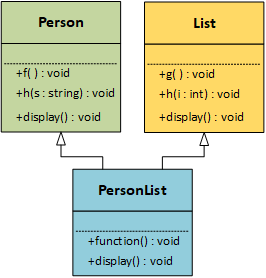 Person
+f( ) : void
+h(s : string) : void
+display() : void
List
+g( ) : void
+h(i : int) : void
+display() : void
PersonList
+function() : void
+display() : void